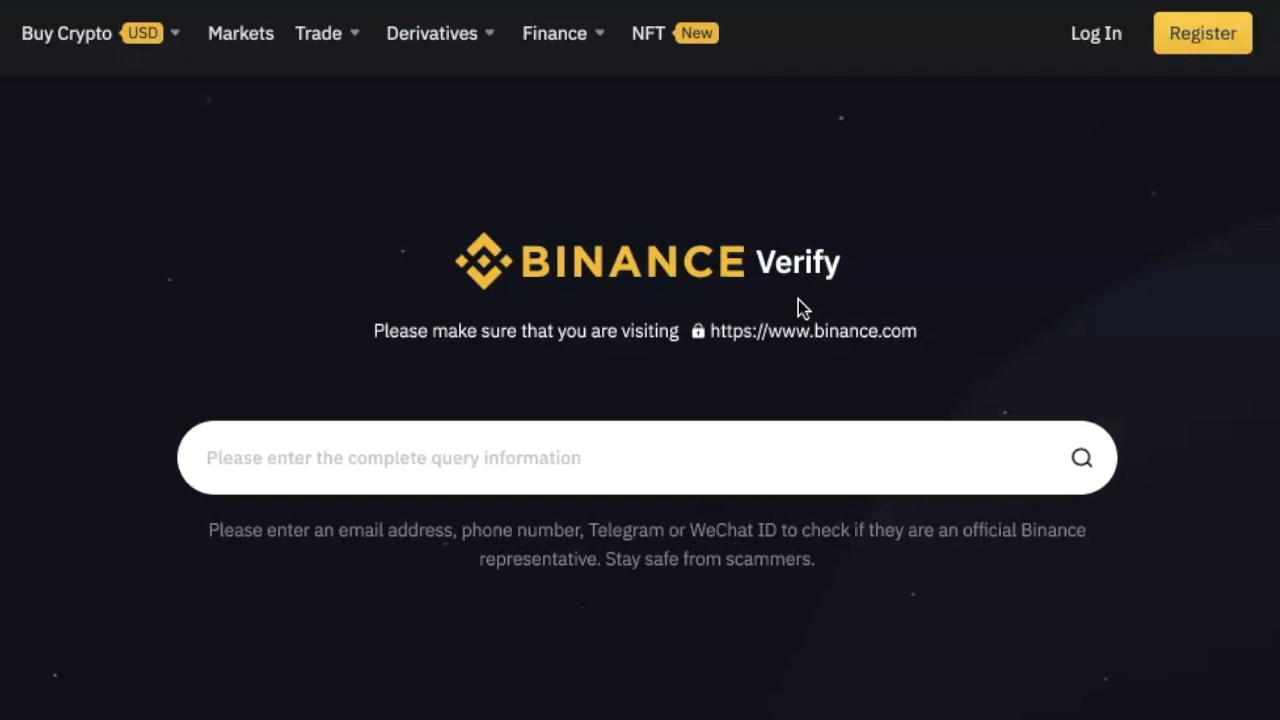 Buy Crypto USD Markets Trade Derivatives Finance NFT New Log In Register
BINANCE Verify
Please make sure that you are visiting https://www.binance.com
Please enter the complete query information
Please enter an email address, phone number, Telegram or WeChat ID to check if they are an official Binance
representative. Stay safe from scammers.